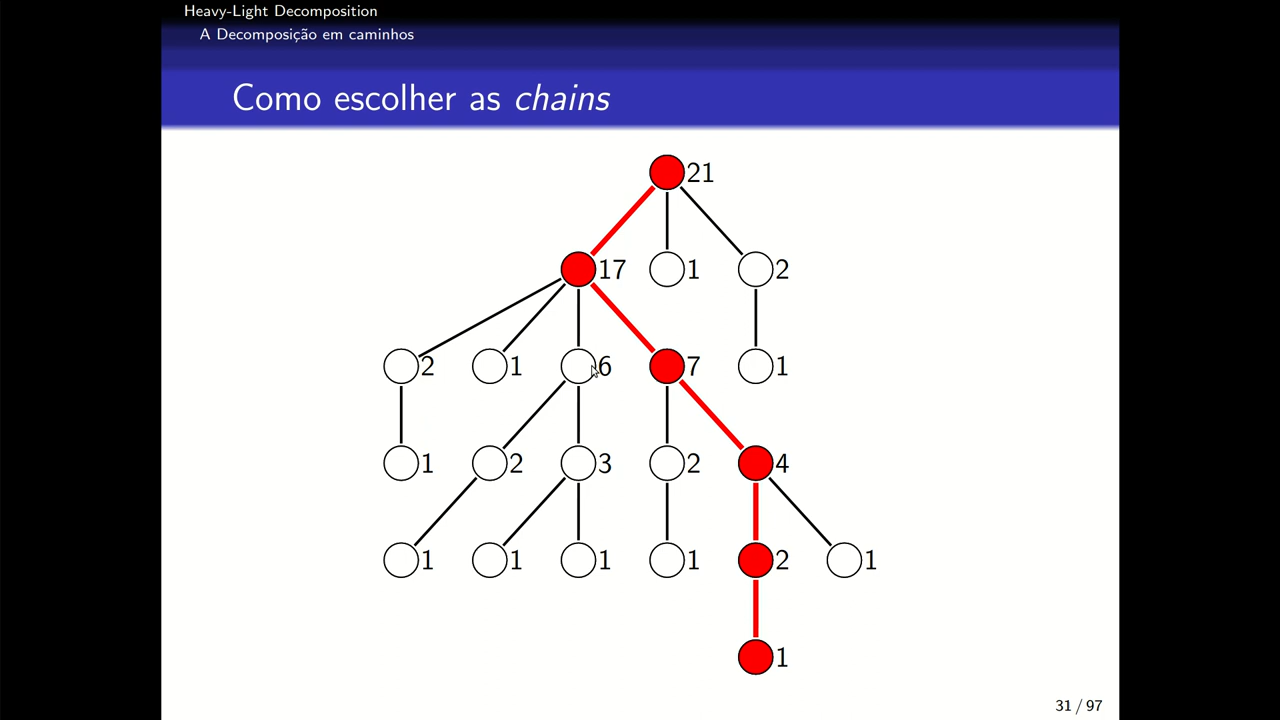 Heavy-Light Decomposition
A Decomposição em caminhos
Como escolher as chains
21
17 1 2
2 1 6 7 1
1 2 3 2 4
1 1 1 1 2 1
1
31 / 97